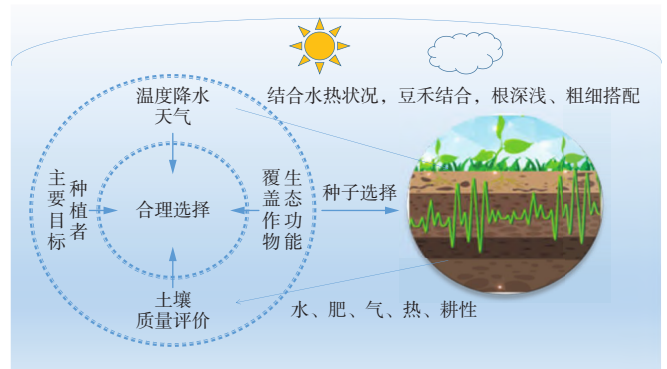 温度降水
天气
结合水热状况，豆禾结合，根深浅、粗细搭配
种植者
主要目标
合理选择
覆盖作物
生态功能
种子选择
土壤
质量评价
水、肥、气、热、耕性